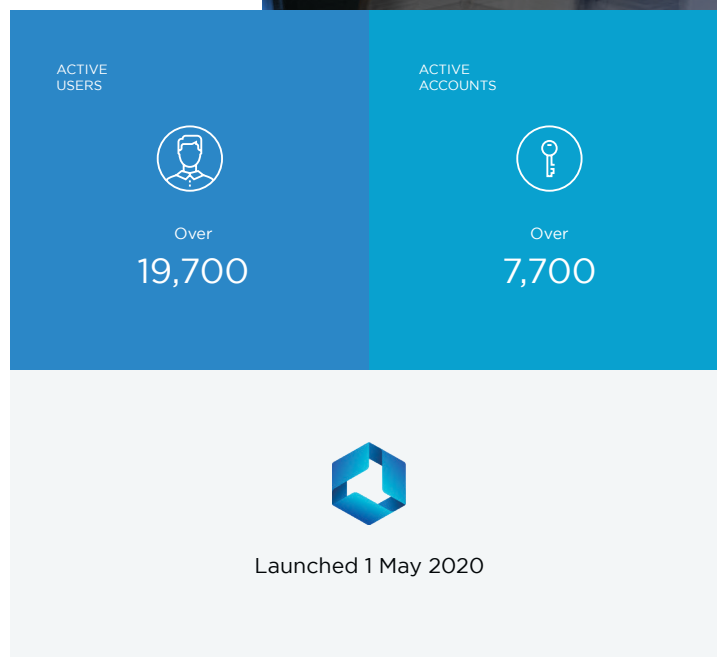 ACTIVE
USERS
Over
19,700
ACTIVE
ACCOUNTS
Over
7,700
Launched 1 May 2020